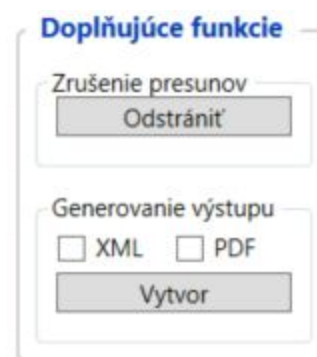 Doplňujúce funkcie
Zrušenie presunov
Odstrániť
Generovanie výstupu
XML PDF
Vytvor